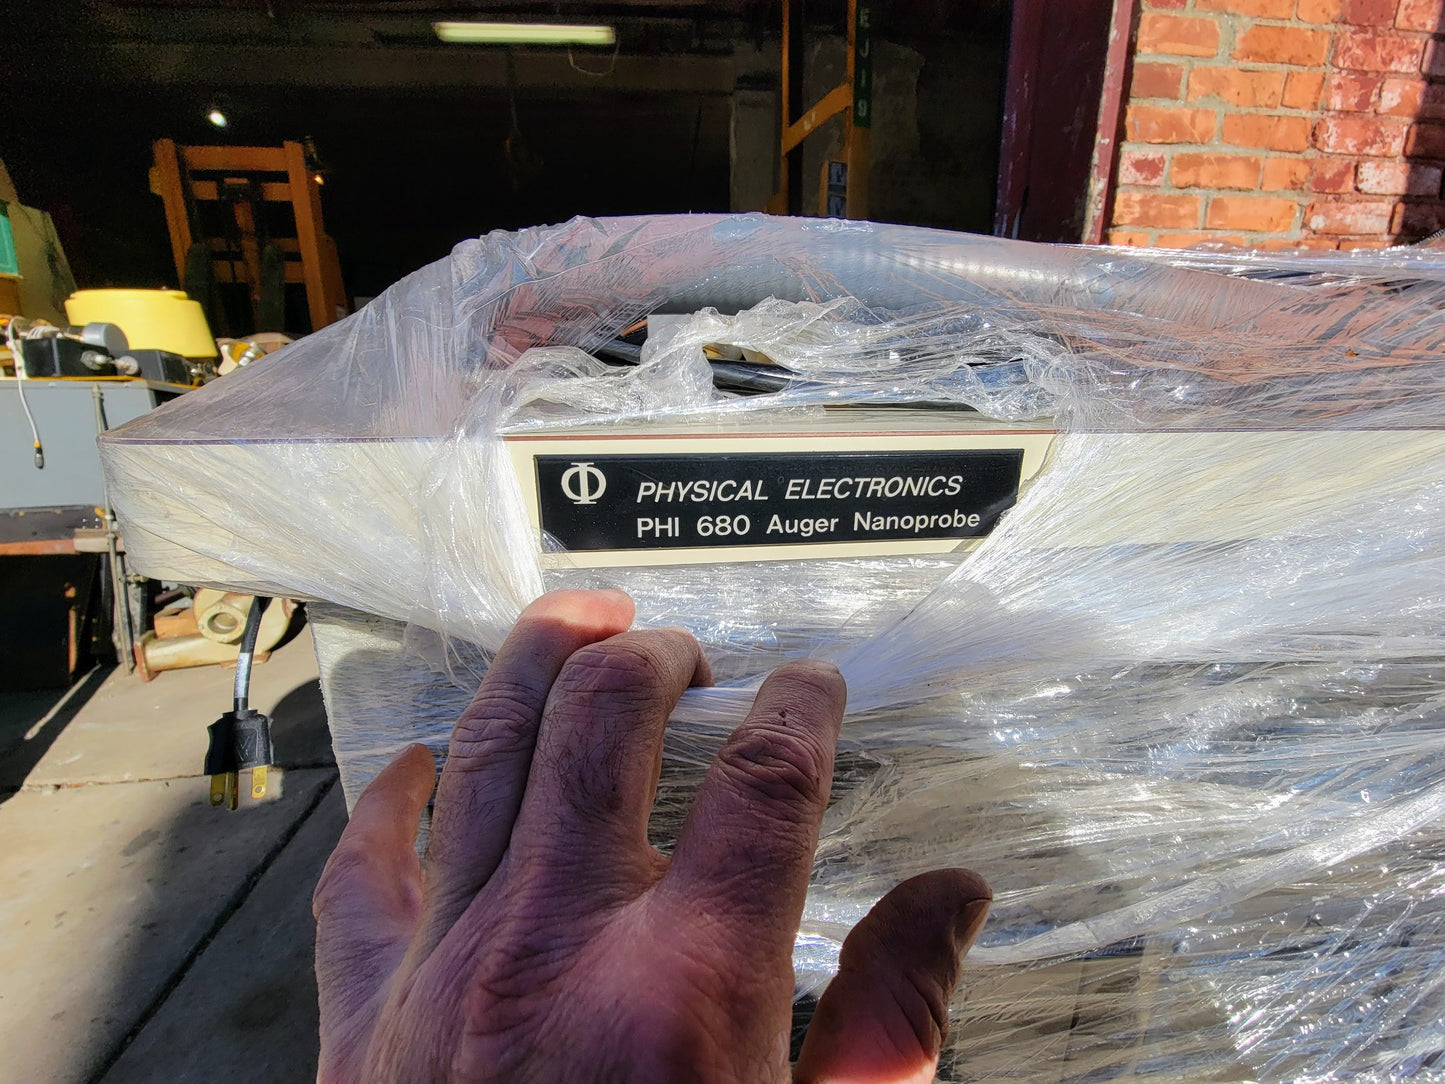 PHYSICAL ELECTRONICS
PHI 680 Auger Nanoprobe